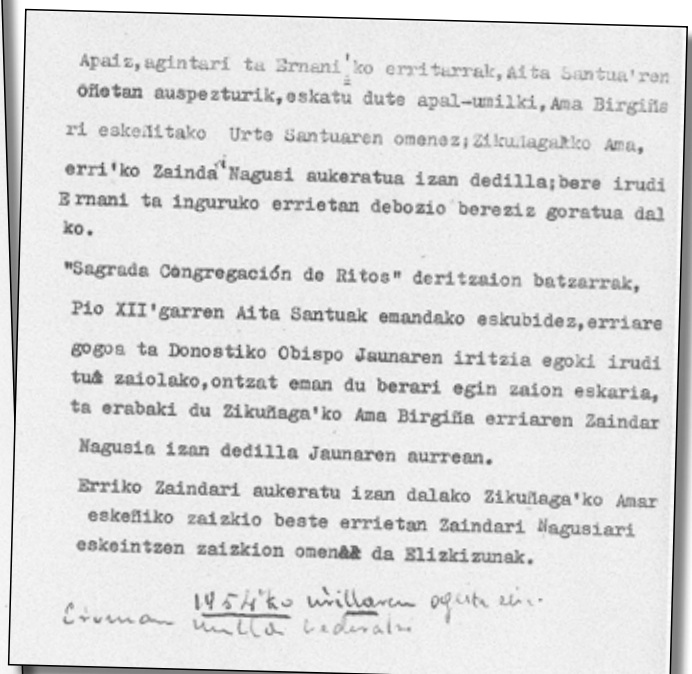 Apaiz,agintari ta Ernani'ko erritarrak,Aita Santua'ren
oñetan auspezturik,eskatu dute apal-umilki,Ama Birgiñe
ri eskeñitako Urte Santuaren omenez;Zikuñaga'ko Ama,
erri'ko Zainda Nagusi aukeratua izan dedilla;bere irudi
Ernani ta inguruko errietan debozio bereziz goratua dal
ko.
"Sagrada Congregación de Ritos" deritzaion batzarrak,
Pio XII'garren Aita Santuak emandako eskubidez,erriare
gogoa ta Donostiko Obispo Jaunaren iritzia egoki irudi
tu zaiolako,ontzat eman du berari egin zaion eskaria,
ta erabaki du Zikuñaga'ko Ama Birgiña erriaren Zaindar
Nagusia izan dedilla Jaunaren aurrean.
Erriko Zaindari aukeratu izan dalako Zikuñaga'ko Amar
eskeñiko zaizkio beste errietan Zaindari Nagusiari
eskeintzen zaizkion omen da Elizkizunak.
1954'ko